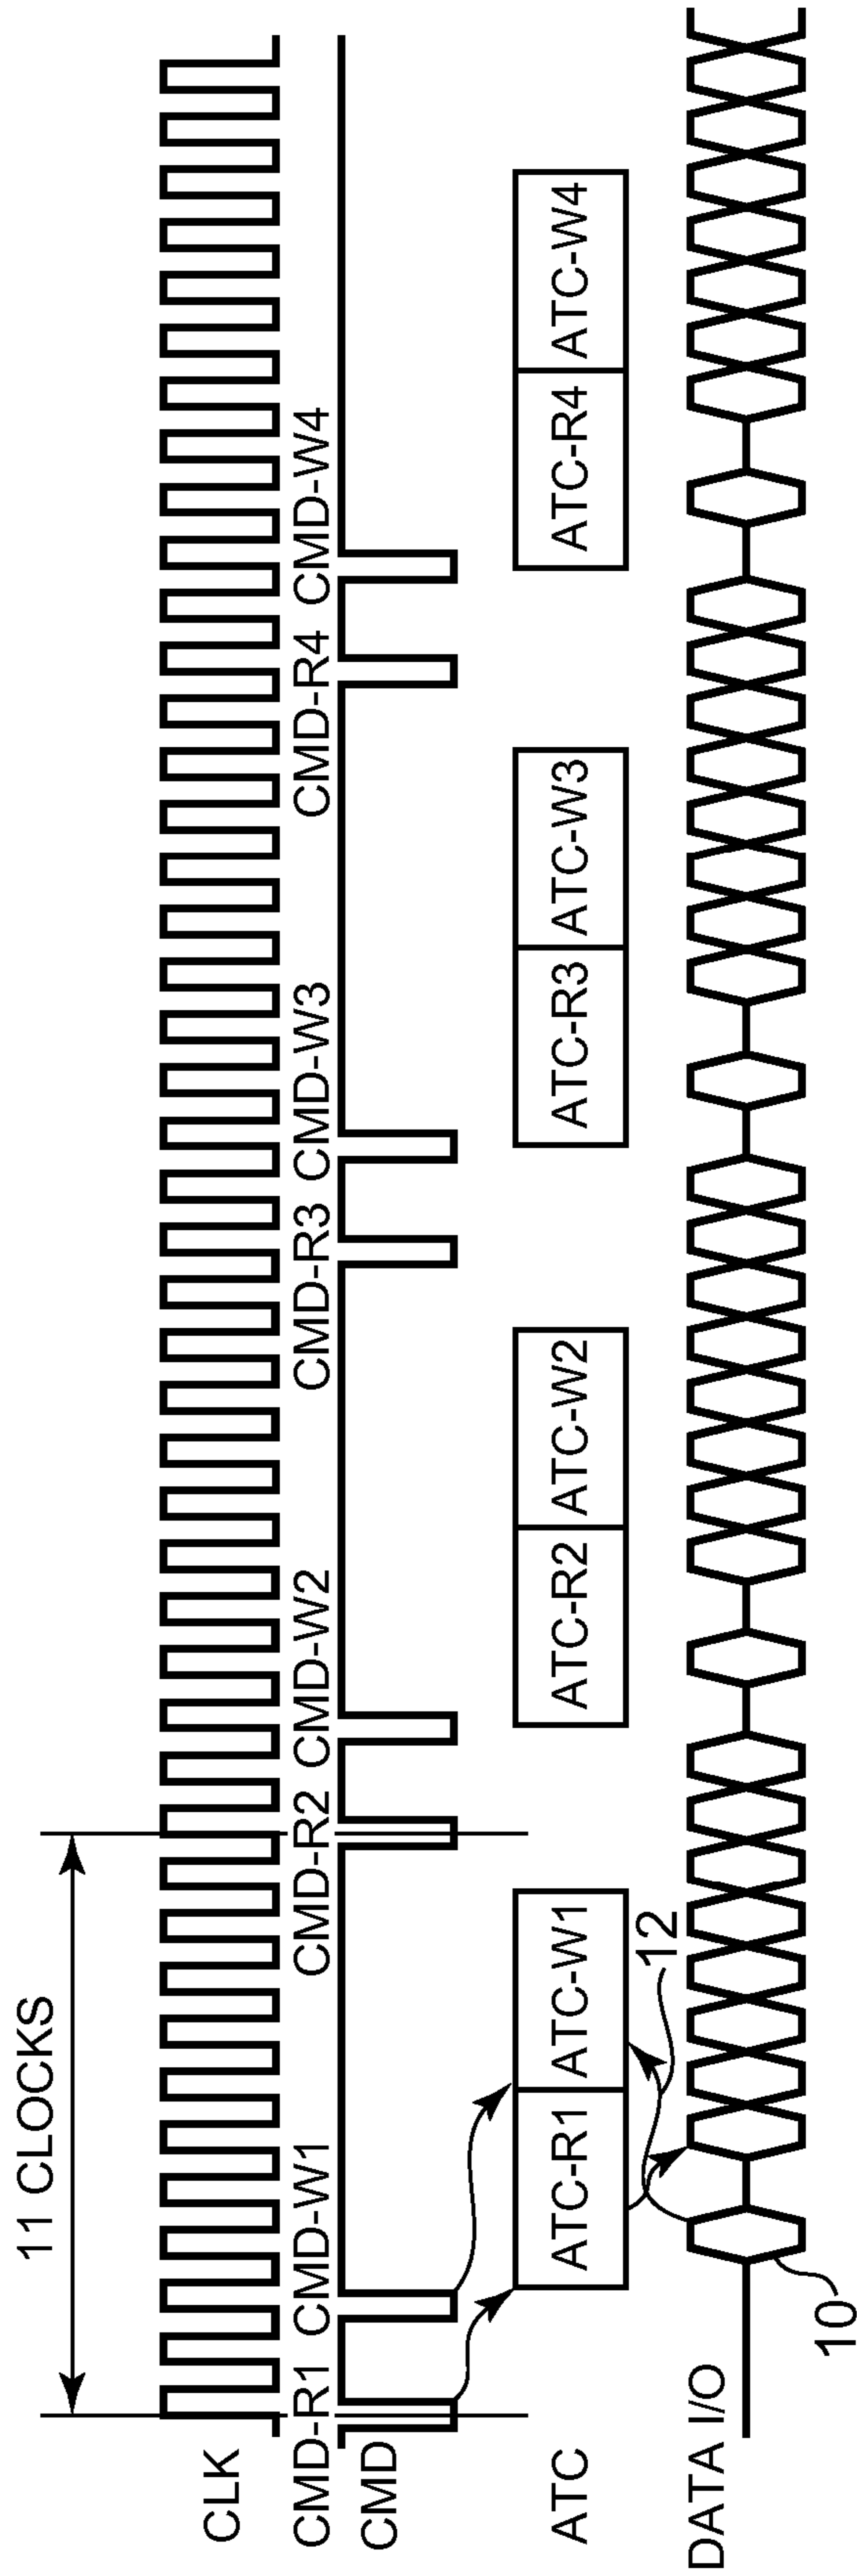 11 CLOCKS
CLK
CMD-R1 CMD-W1 CMD-R2 CMD-W2 CMD-R3 CMD-W3 CMD-R4 CMD-W4
CMD
ATC
ATC-R1 ATC-W1 ATC-R2 ATC-W2 ATC-R3 ATC-W3 ATC-R4 ATC-W4
12
DATA I/O
10